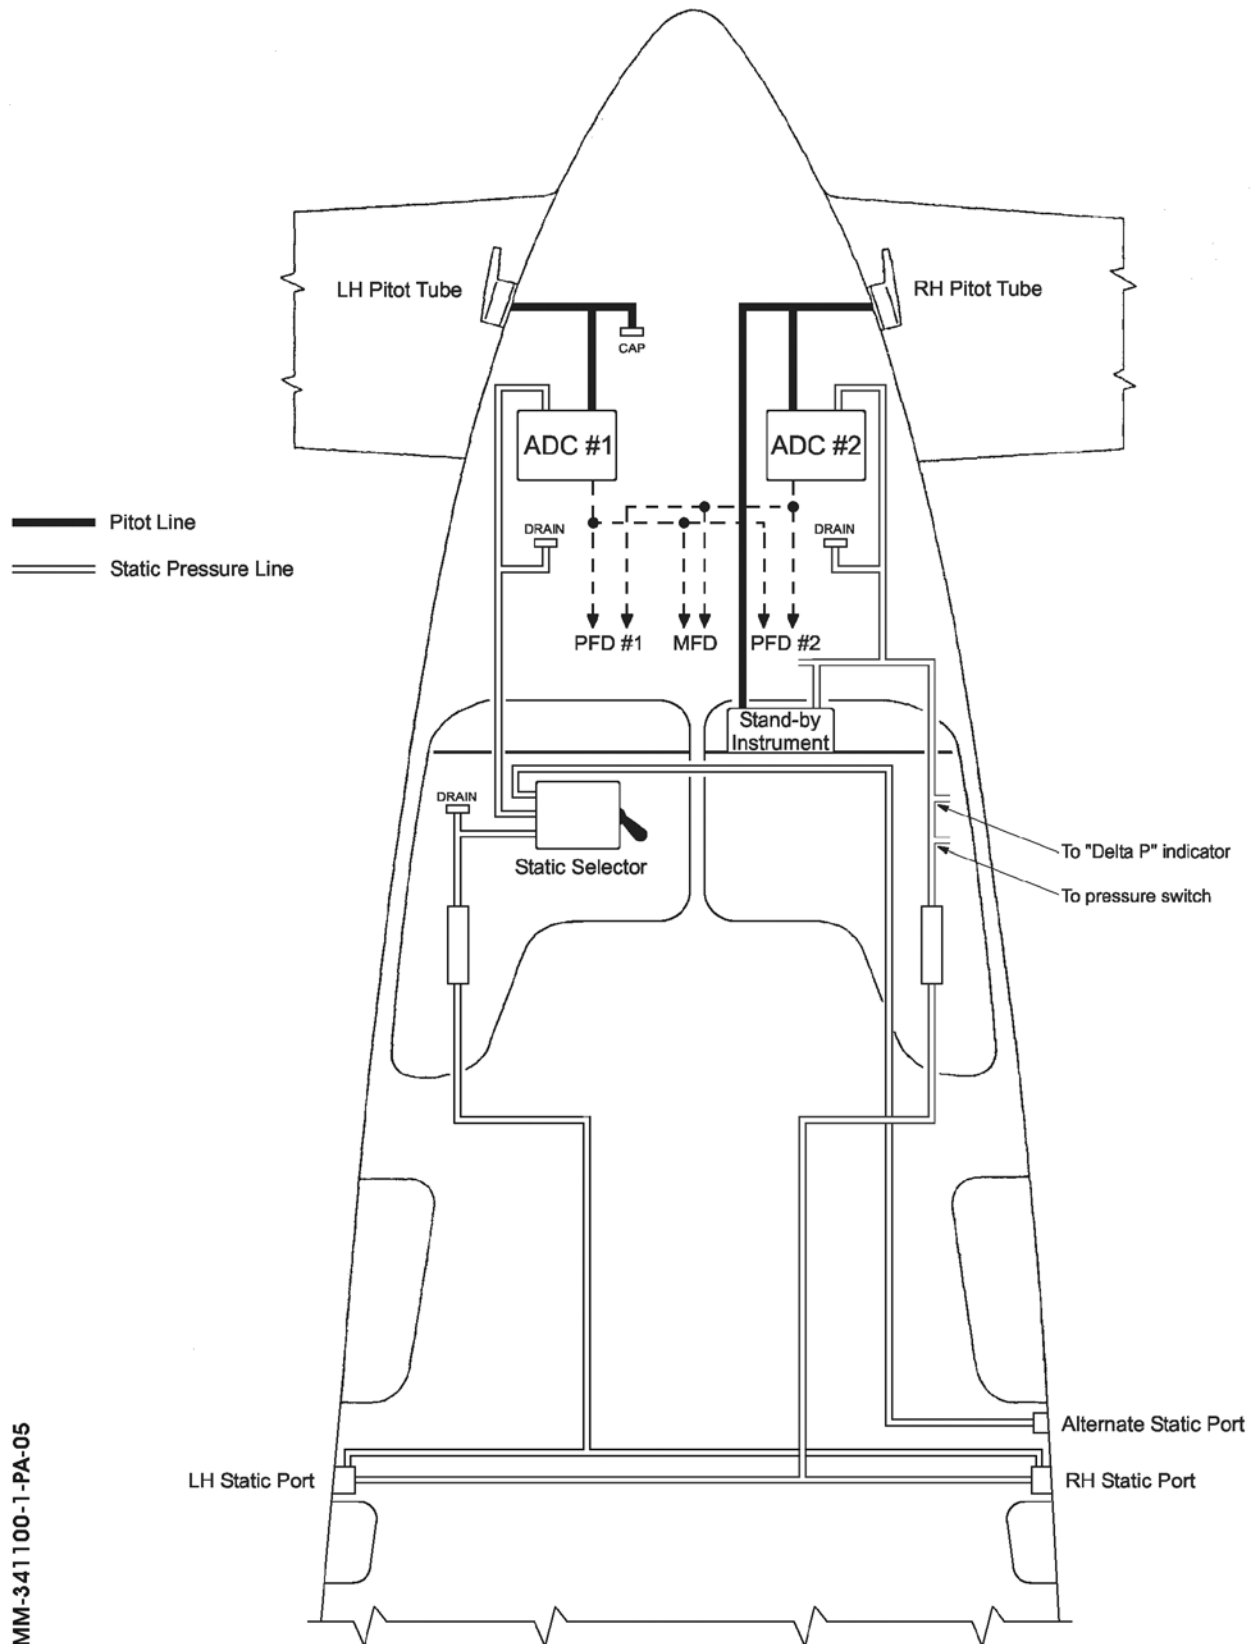 LH Pitot Tube
RH Pitot Tube
CAP
ADC #1
ADC #2
Pitot Line
DRAIN
DRAIN
Static Pressure Line
PFD #1
MFD
PFD #2
Stand-by
Instrument
DRAIN
Static Selector
To "Delta P" indicator
To pressure switch
Alternate Static Port
LH Static Port
RH Static Port
MM-341100-1-PA-05